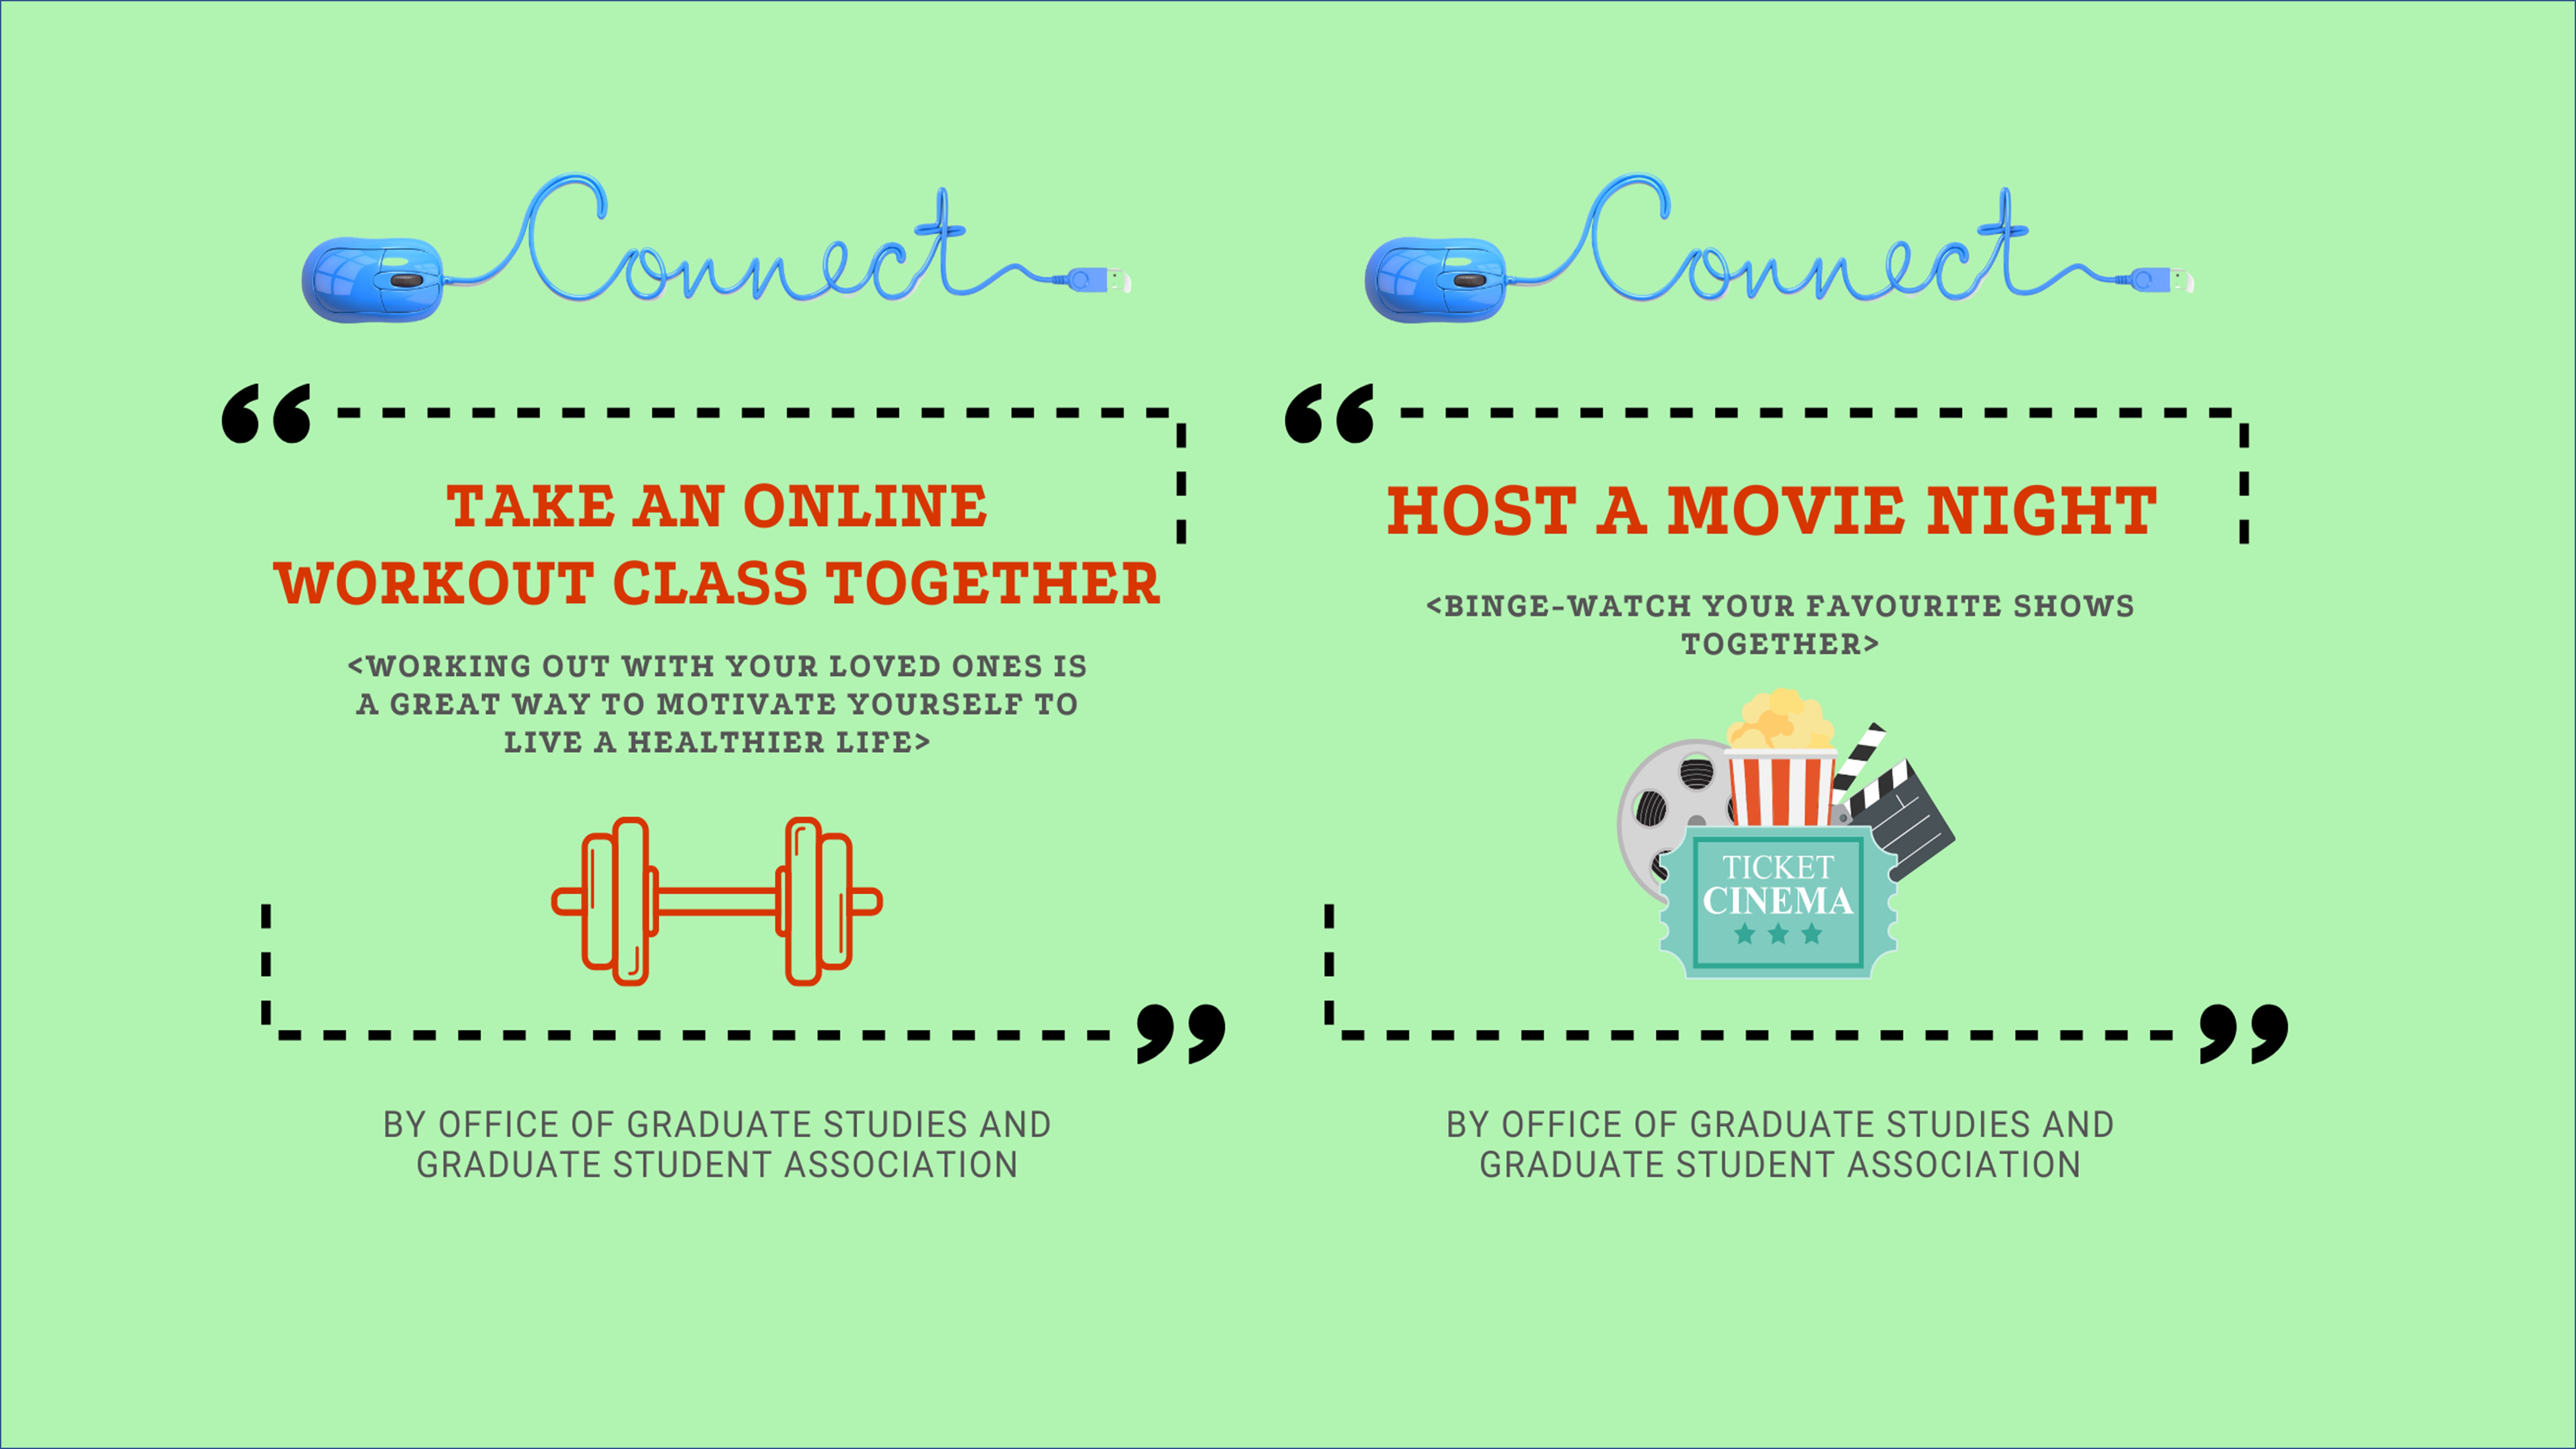 Connect
TAKE AN ONLINE
WORKOUT CLASS TOGETHER
<WORKING OUT WITH YOUR LOVED ONES IS
A GREAT WAY TO MOTIVATE YOURSELF TO
LIVE A HEALTHIER LIFE>
BY OFFICE OF GRADUATE STUDIES AND
GRADUATE STUDENT ASSOCIATION
Connect
HOST A MOVIE NIGHT
<BINGE-WATCH YOUR FAVOURITE SHOWS
TOGETHER>
TICKET
CINEMA
BY OFFICE OF GRADUATE STUDIES AND
GRADUATE STUDENT ASSOCIATION